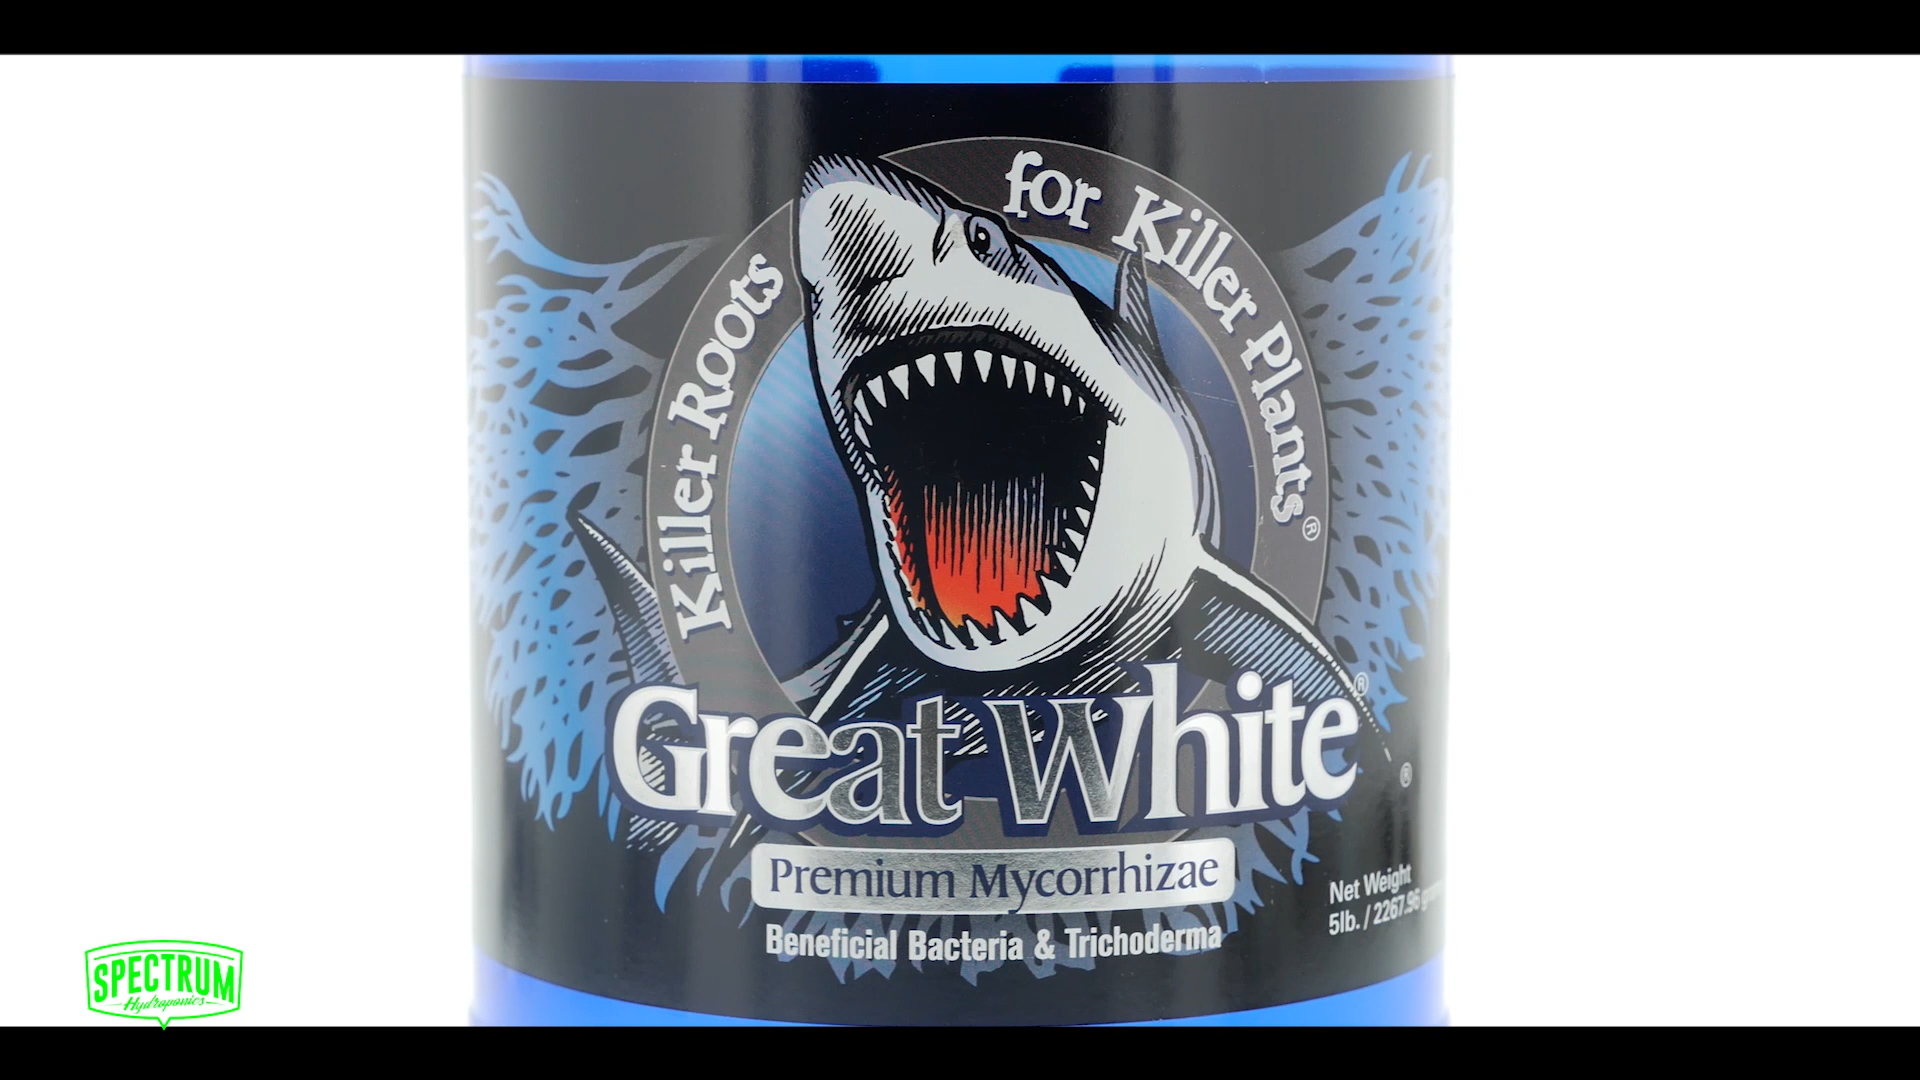 Killer Roots for Killer Plants®
Great White®
®
Premium Mycorrhizae
Beneficial Bacteria & Trichoderma
Net Weight
5lb. / 2267.96
SPECTRUM
Hydroponics